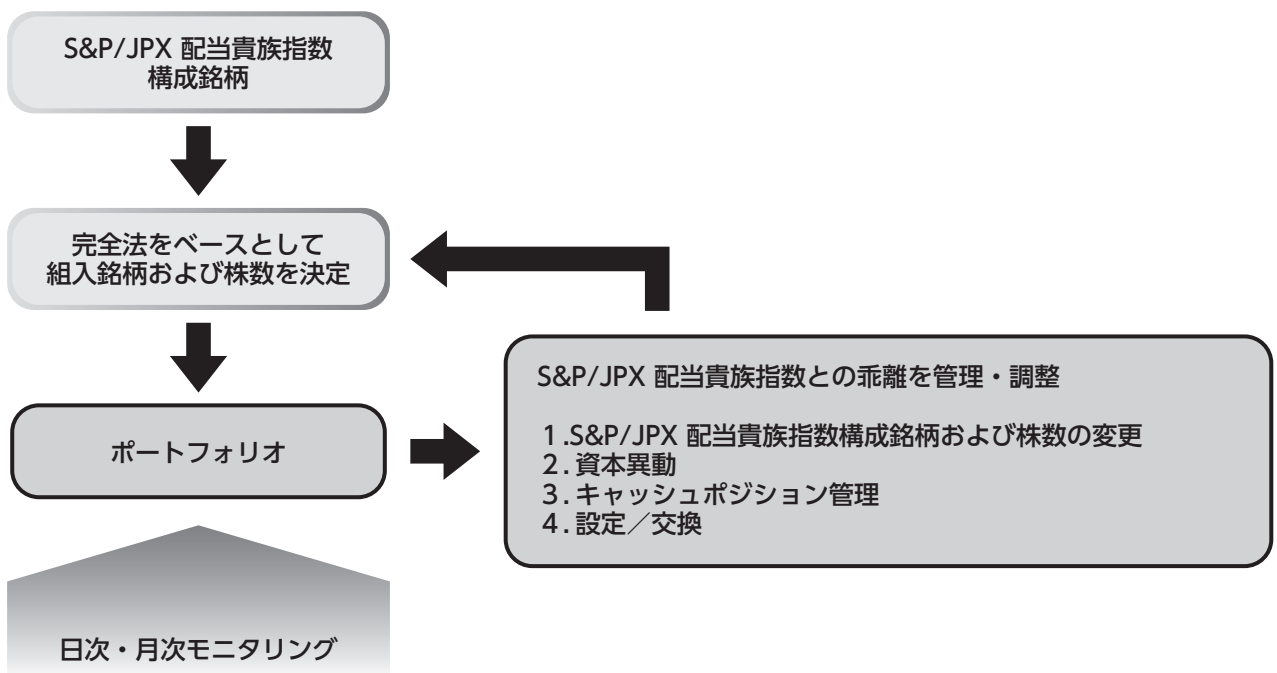 S&P/JPX 配当貴族指数
構成銘柄
完全法をベースとして
組入銘柄および株数を決定
ポートフォリオ
S&P/JPX 配当貴族指数との乖離を管理・調整
1.S&P/JPX 配当貴族指数構成銘柄および株数の変更
2.資本異動
3.キャッシュポジション管理
4.設定／交換
日次・月次モニタリング